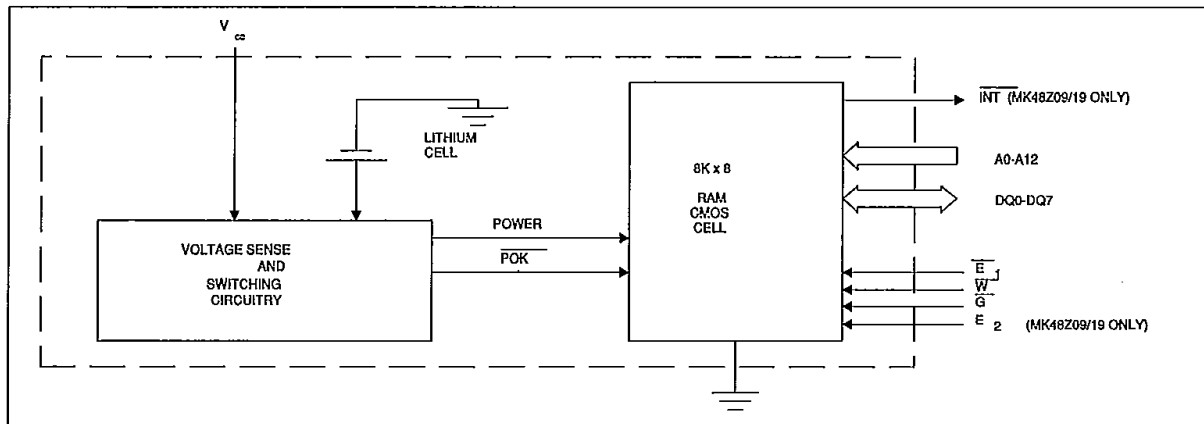 V cc
INT (MK48Z09/19 ONLY)
LITHIUM
CELL
8K x 8
RAM
CMOS
CELL
A0-A12
DQ0-DQ7
POWER
POK
VOLTAGE SENSE
AND
SWITCHING
CIRCUITRY
E 1
W
G
E 2 (MK48Z09/19 ONLY)